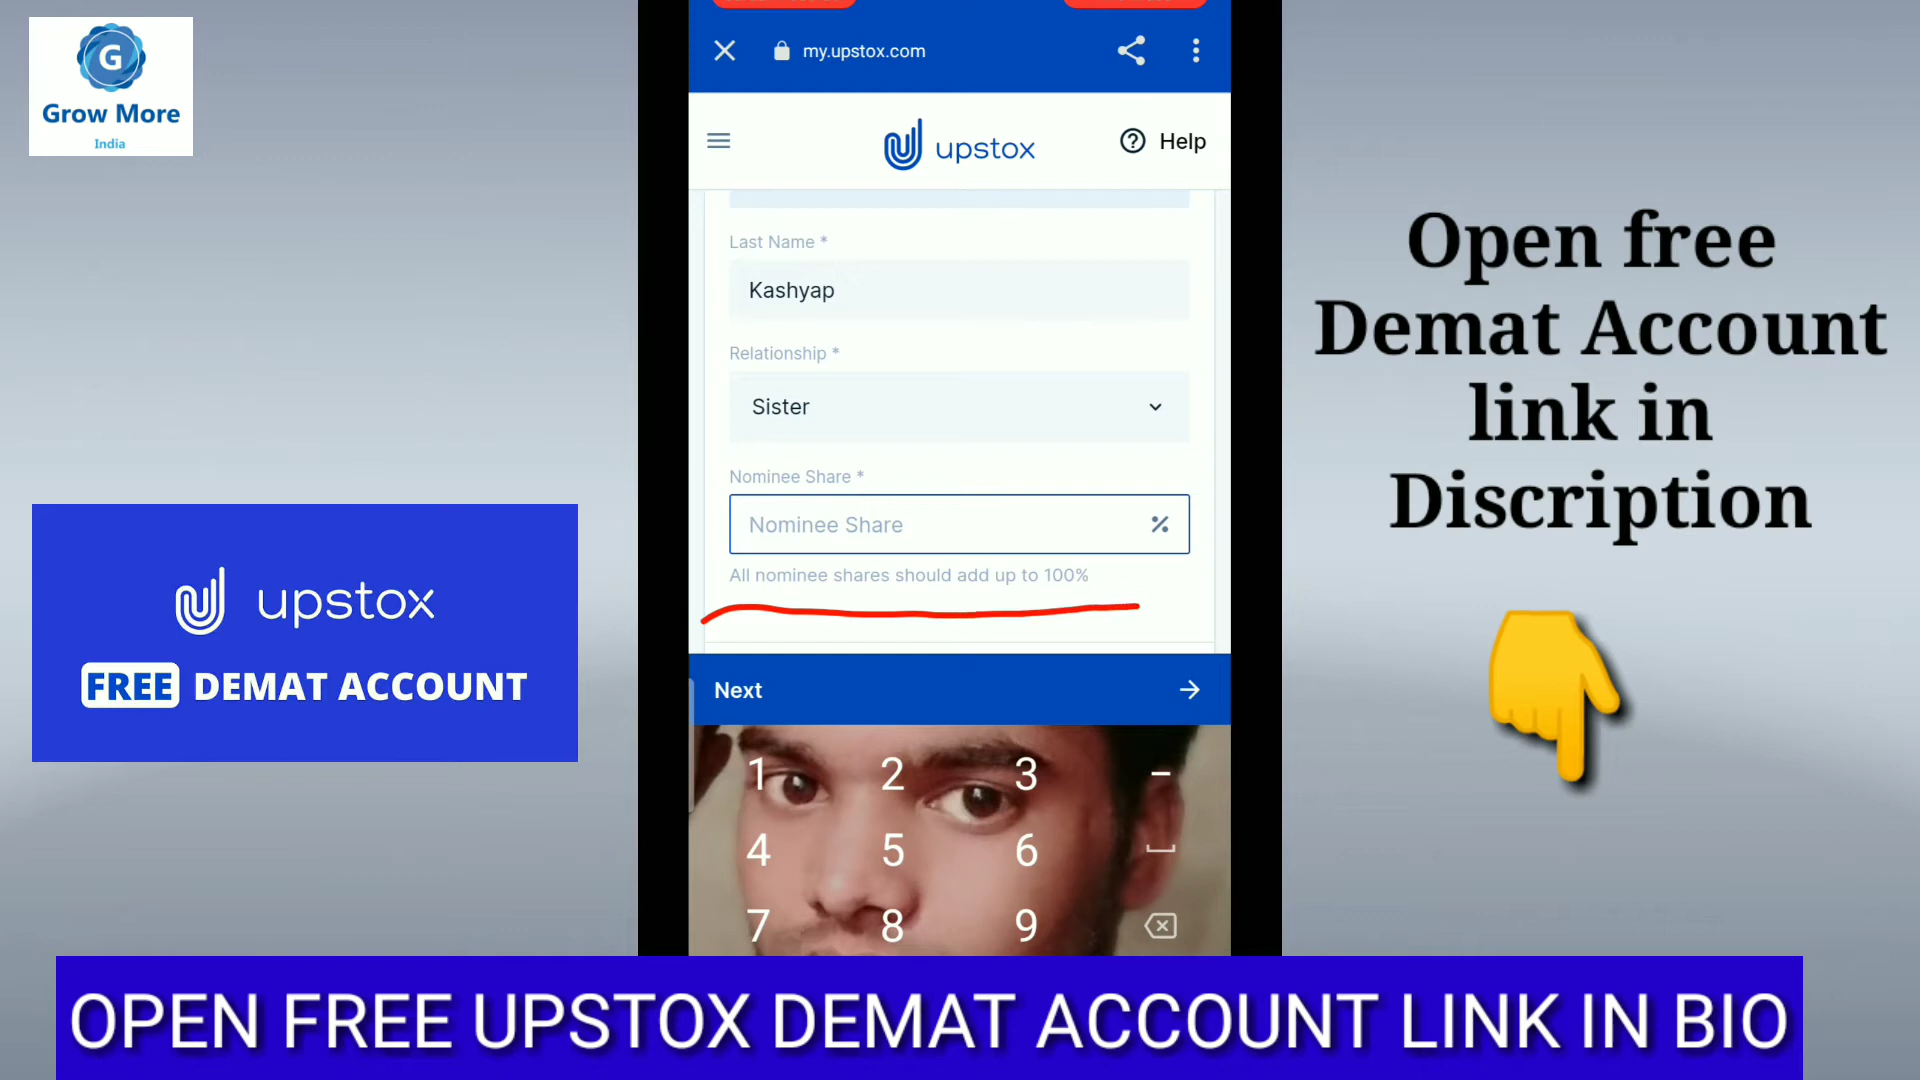 G
Grow More
India
my.upstox.com
upstox
Help
Last Name *
Kashyap
Relationship *
Sister
Nominee Share *
Nominee Share %
All nominee shares should add up to 100%
Next
1 2 3 –
4 5 6
7 8 9
upstox
FREE DEMAT ACCOUNT
Open free
Demat Account
link in
Discription
OPEN FREE UPSTOX DEMAT ACCOUNT LINK IN BIO